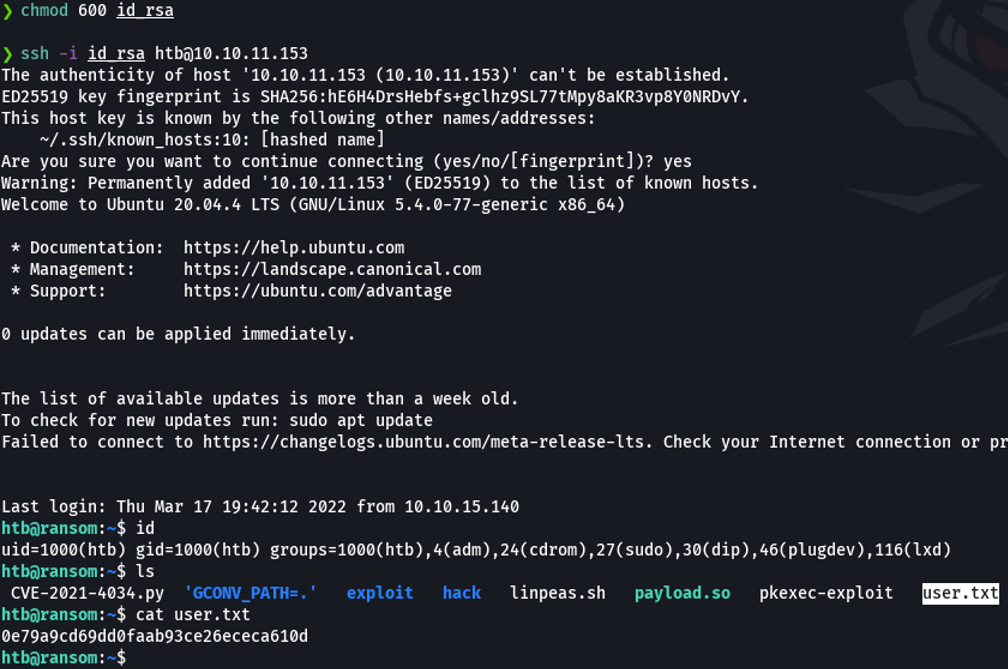 ❯ chmod 600 id_rsa
❯ ssh -i id_rsa htb@10.10.11.153
The authenticity of host '10.10.11.153 (10.10.11.153)' can't be established.
ED25519 key fingerprint is SHA256:hE6H4DrsHebfs+gclhz9SL77tMpy8aKR3vp8Y0NRDvY.
This host key is known by the following other names/addresses:
    ~/.ssh/known_hosts:10: [hashed name]
Are you sure you want to continue connecting (yes/no/[fingerprint])? yes
Warning: Permanently added '10.10.11.153' (ED25519) to the list of known hosts.
Welcome to Ubuntu 20.04.4 LTS (GNU/Linux 5.4.0-77-generic x86_64)
 * Documentation:  https://help.ubuntu.com
 * Management:     https://landscape.canonical.com
 * Support:        https://ubuntu.com/advantage
0 updates can be applied immediately.
The list of available updates is more than a week old.
To check for new updates run: sudo apt update
Failed to connect to https://changelogs.ubuntu.com/meta-release-lts. Check your Internet connection or pr
Last login: Thu Mar 17 19:42:12 2022 from 10.10.15.140
htb@ransom:~$ id
uid=1000(htb) gid=1000(htb) groups=1000(htb),4(adm),24(cdrom),27(sudo),30(dip),46(plugdev),116(lxd)
htb@ransom:~$ ls
 CVE-2021-4034.py  'GCONV_PATH=.'   exploit   hack   linpeas.sh   payload.so   pkexec-exploit   user.txt
htb@ransom:~$ cat user.txt
0e79a9cd69dd0faab93ce26ececa610d
htb@ransom:~$